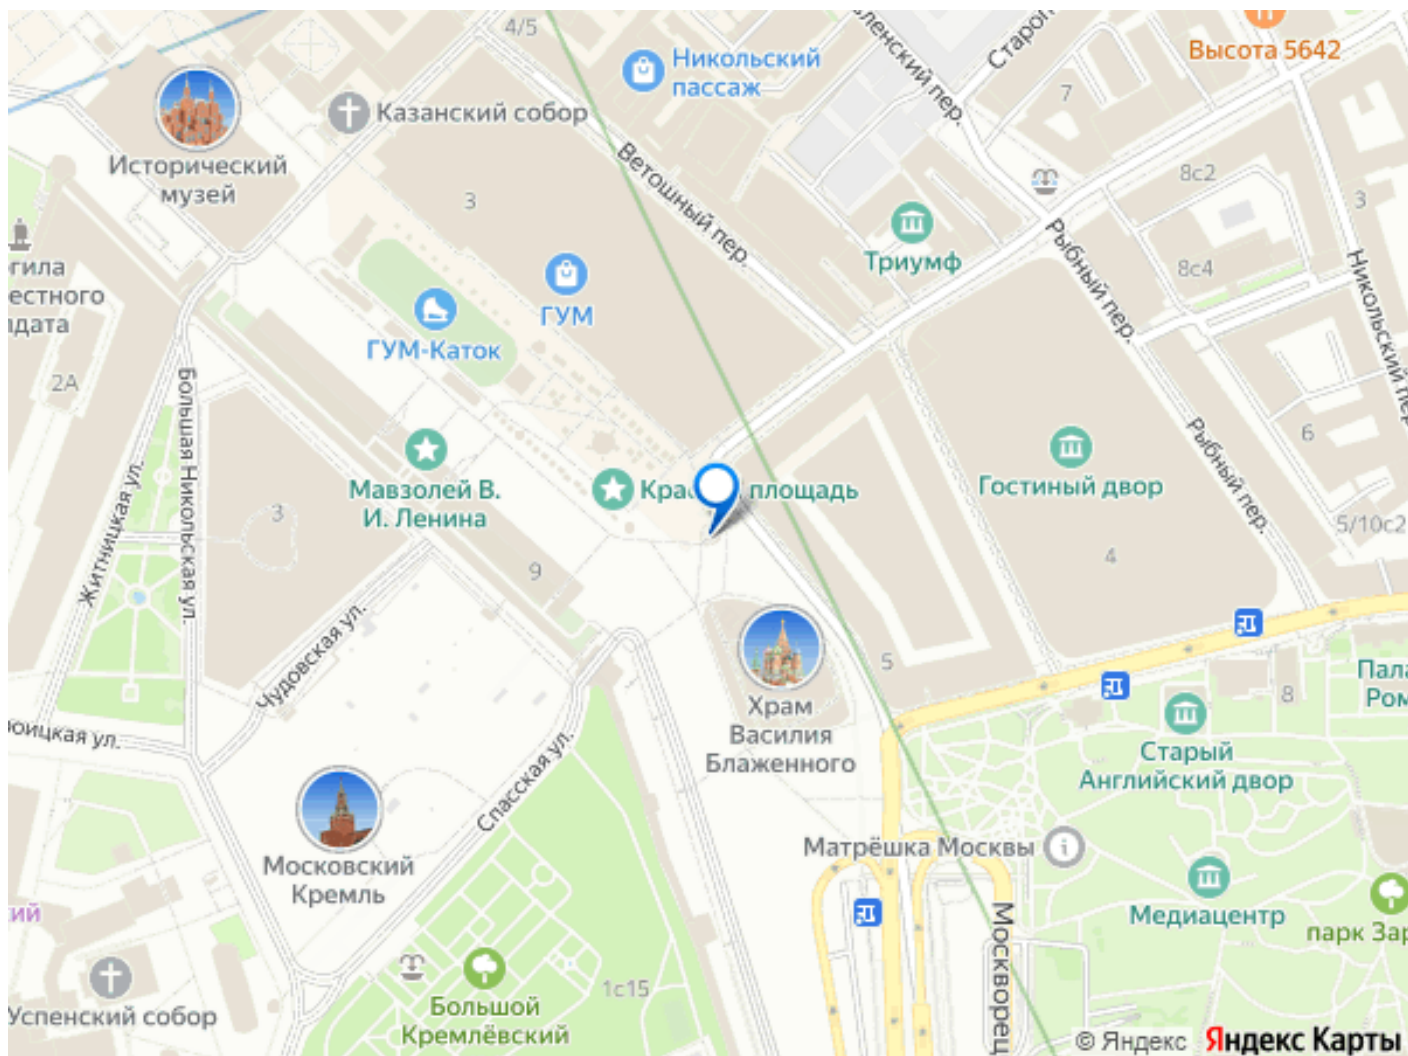 4/5
Никольский
пассаж
Высота 5642
Казанский собор
Исторический
музей
3
Ветошный пер.
Триумф
7
8с2
8с4
3
Рыбный пер.
Никольский пер.
ГУМ
ГУМ-Каток
2А
Большая Никольская ул.
Житницкая ул.
3
Мавзолей В.
И. Ленина
площадь
Гостиный двор
4
6
5/10с2
Рыбный пер.
9
Чудовская ул.
5
8
Храм
Василия
Блаженного
Старый
Английский двор
Спасская ул.
Московский
Кремль
Матрёшка Москвы
Медиацентр
Успенский собор
Большой
Кремлёвский
1с15
© Яндекс Яндекс Карты